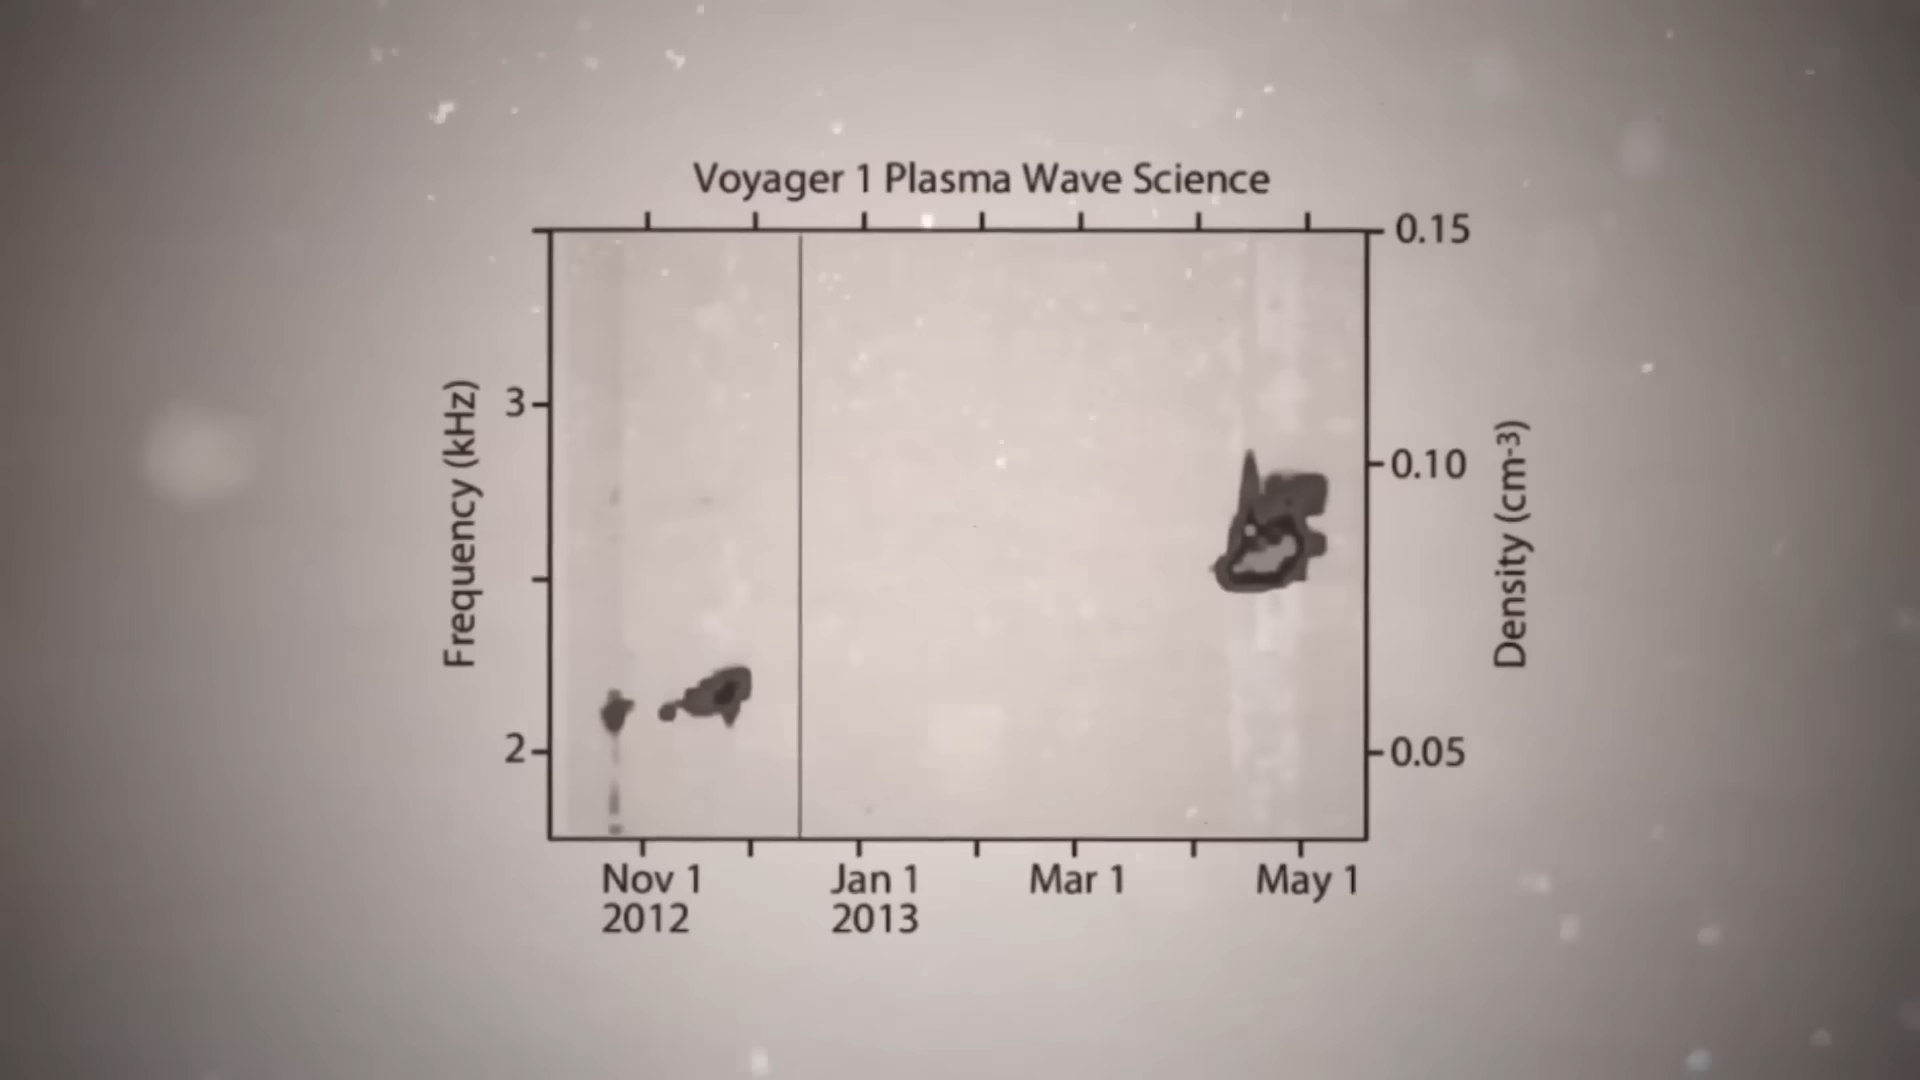 Voyager 1 Plasma Wave Science
0.15
3
0.10
Frequency (kHz)
Density (cm-3)
2
0.05
Nov 1 Jan 1 Mar 1 May 1
2012 2013